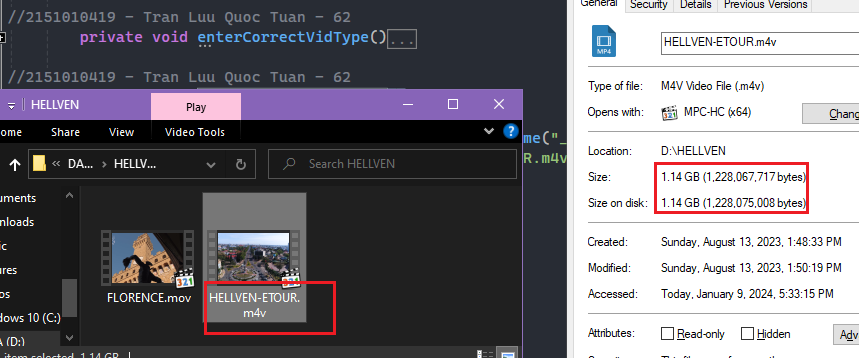 //2151010419 - Tran Luu Quoc Tuan - 62
private void enterCorrectVidType()...
//2151010419 - Tran Luu Quoc Tuan - 62
HELLVEN
Play
ome
Share
View
Video Tools
?
« DA... > HELLV...
Search HELLVEN
FLORENCE.mov
HELLVEN-ETOUR.
m4v
321
321
ndows 10 (C:)
(D:)
item selected 1.14 GB
me("_
R.m4v
General
Security
Details
Previous Versions
MP4
HELLVEN-ETOUR.m4v
Type of file:
M4V Video File (.m4v)
Opens with:
321
MPC-HC (x64)
Chang
Location:
D:\HELLVEN
Size:
1.14 GB (1,228,067,717 bytes)
Size on disk:
1.14 GB (1,228,075,008 bytes)
Created:
Sunday, August 13, 2023, 1:48:33 PM
Modified:
Sunday, August 13, 2023, 1:50:19 PM
Accessed:
Today, January 9, 2024, 5:33:15 PM
Attributes:
Read-only
Hidden
Adv